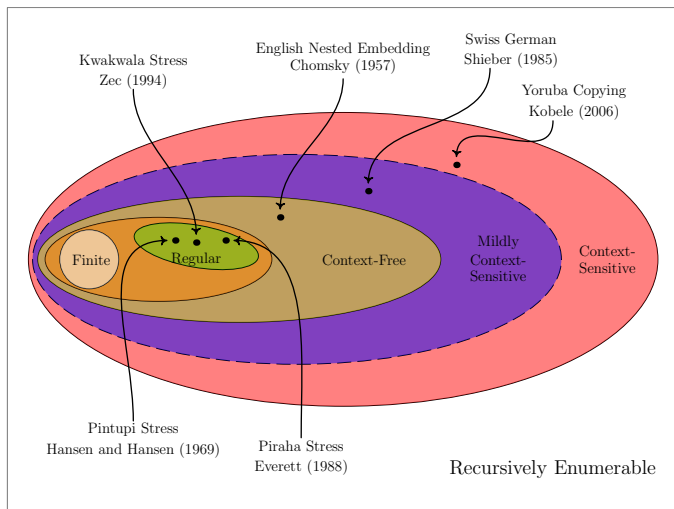 Kwakwala Stress
Zec (1994)
English Nested Embedding
Chomsky (1957)
Swiss German
Shieber (1985)
Yoruba Copying
Kobele (2006)
Finite
Regular
Context-Free
Mildly
Context-
Sensitive
Context-
Sensitive
Pintupi Stress
Hansen and Hansen (1969)
Piraha Stress
Everett (1988)
Recursively Enumerable